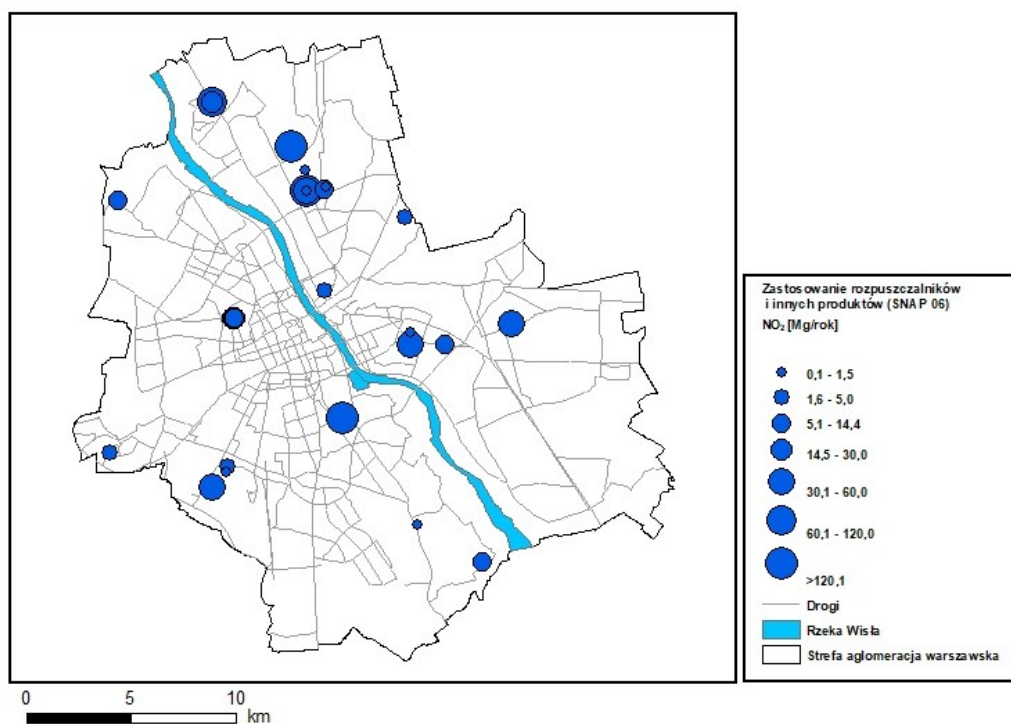 Zastosowanie rozpuszczalników
i innych produktów (SNAP 06)
NO₂ [Mg/rok]
0,1 - 1,5
1,6 - 5,0
5,1 - 14,4
14,5 - 30,0
30,1 - 60,0
60,1 - 120,0
>120,1
Drogi
Rzeka Wisła
Strefa aglomeracja warszawska
0 5 10
km